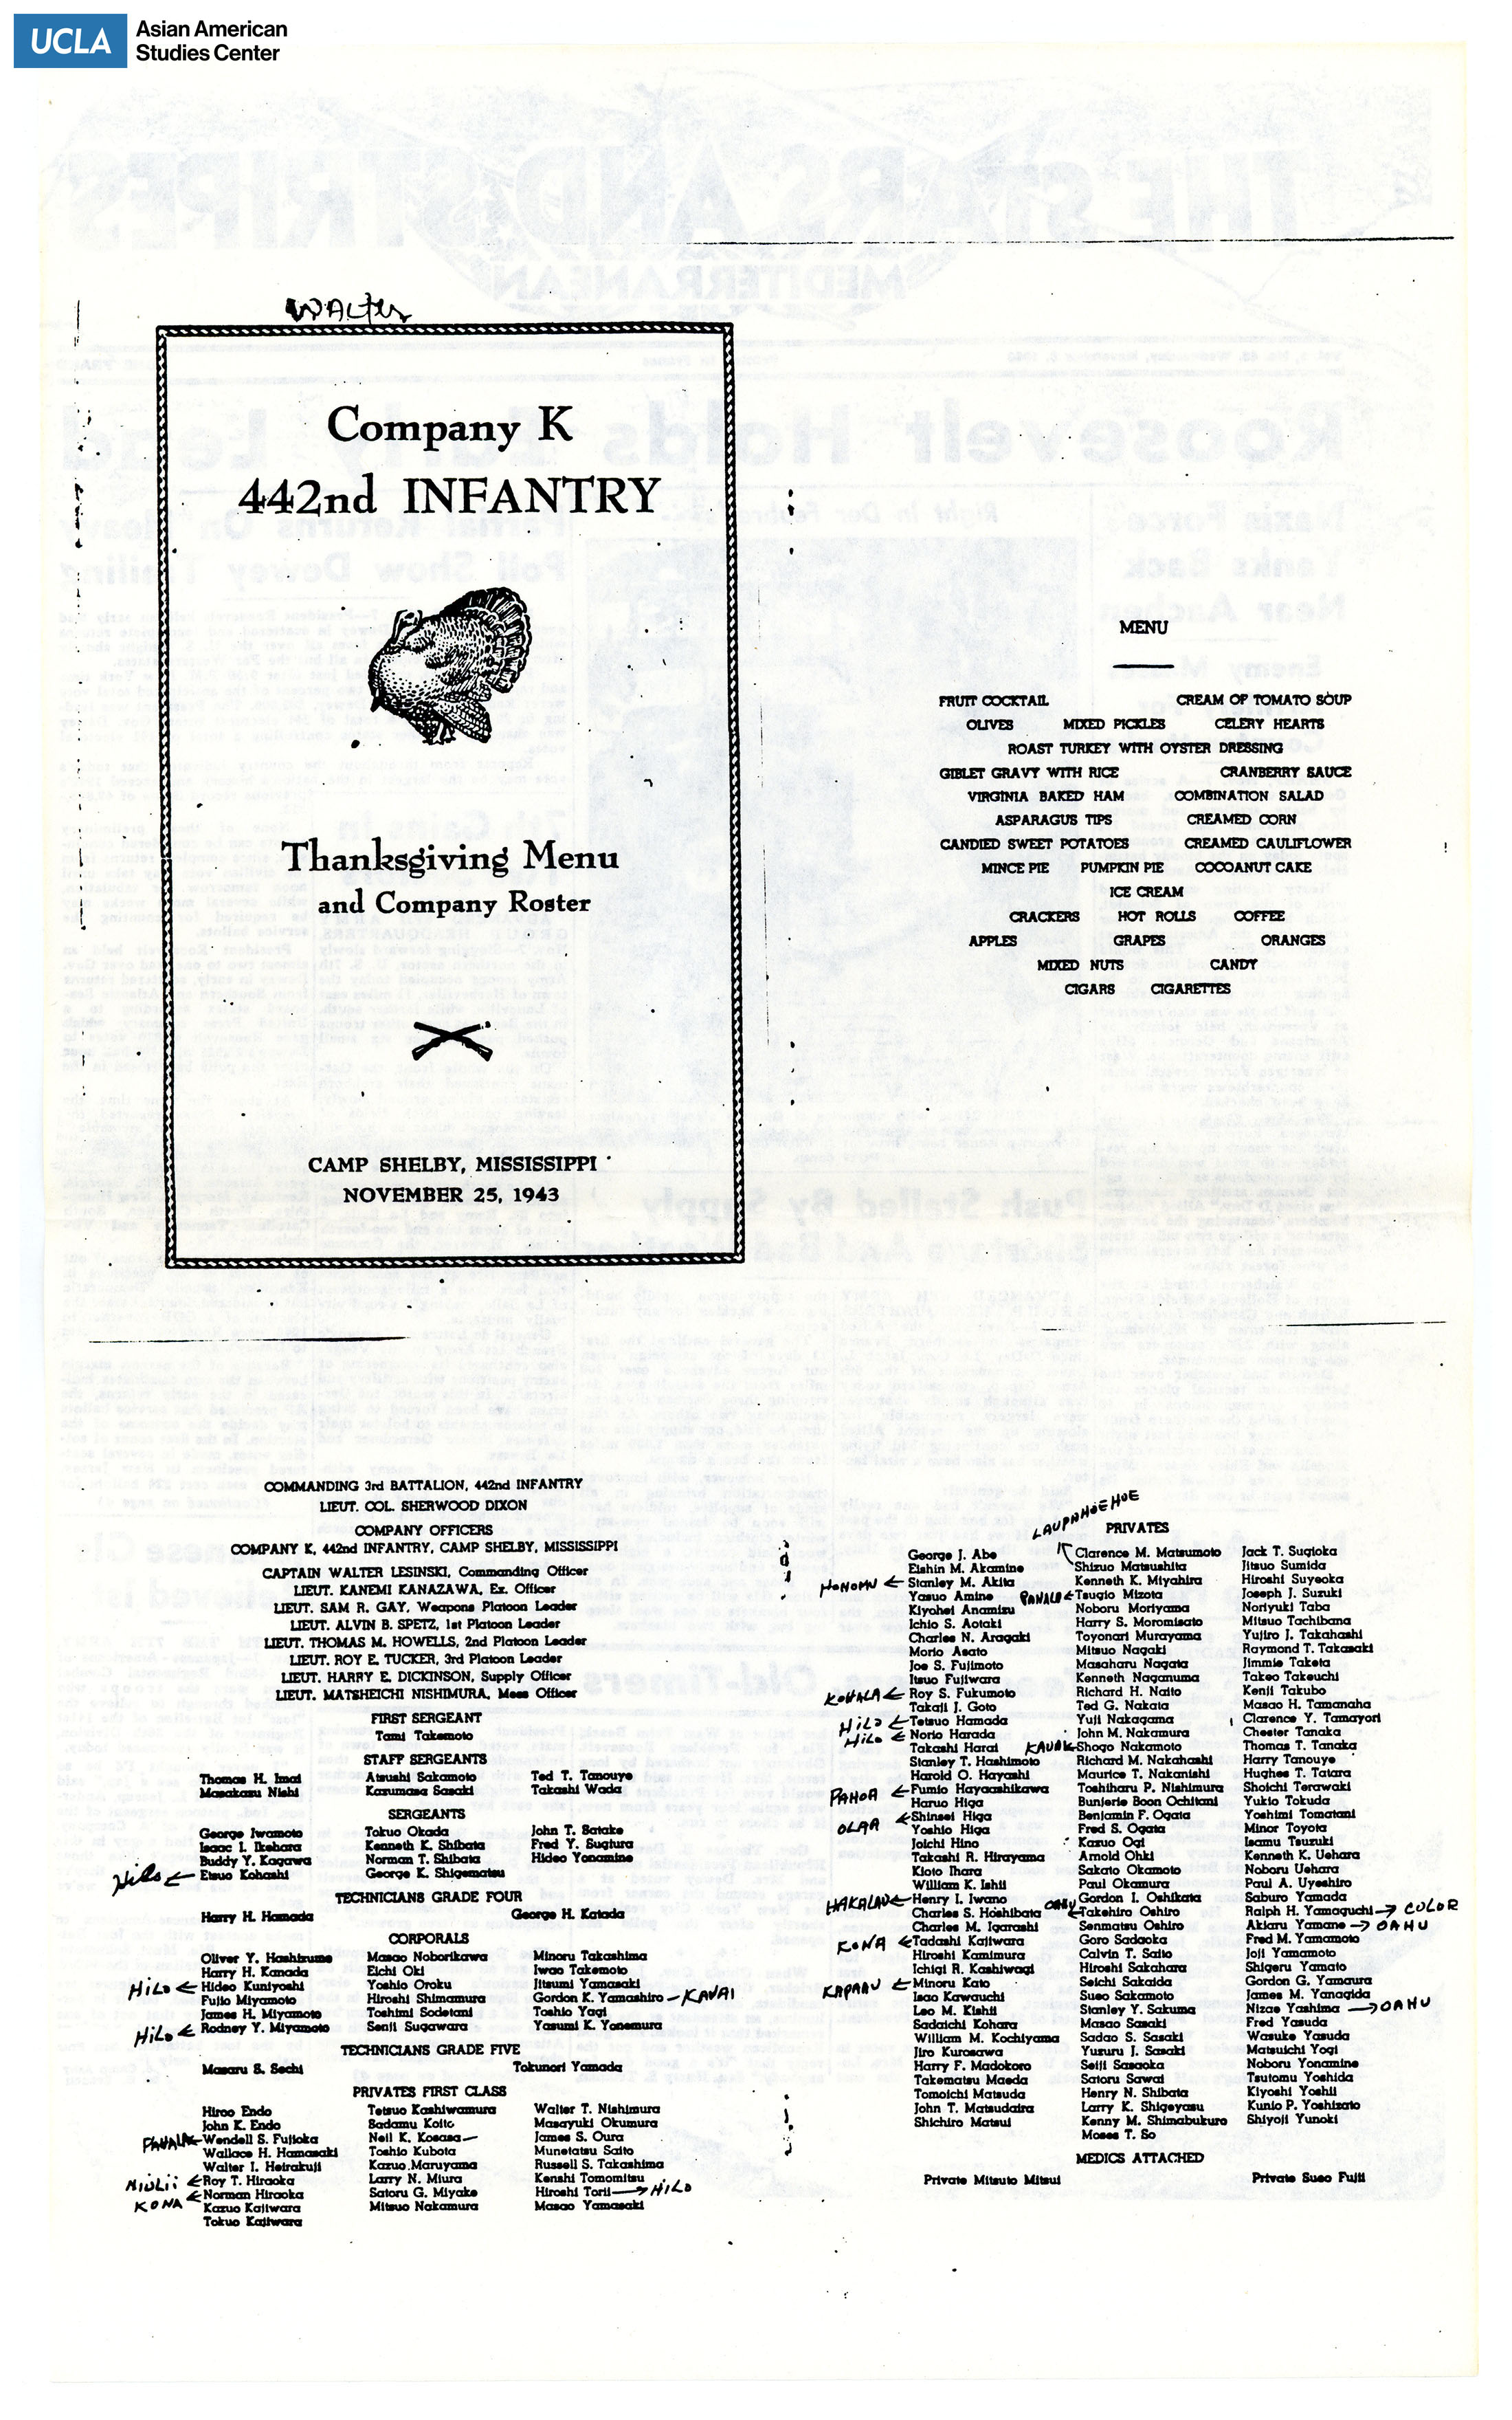 UCLA Asian American
Studies Center
Walter
Company K
442nd INFANTRY
Thanksgiving Menu
and Company Roster
CAMP SHELBY, MISSISSIPPI
NOVEMBER 25, 1943
MENU
FRUIT COCKTAIL CREAM OF TOMATO SOUP
OLIVES MIXED PICKLES CELERY HEARTS
ROAST TURKEY WITH OYSTER DRESSING
GIBLET GRAVY WITH RICE CRANBERRY SAUCE
VIRGINIA BAKED HAM COMBINATION SALAD
ASPARAGUS TIPS CREAMED CORN
CANDIED SWEET POTATOES CREAMED CAULIFLOWER
MINCE PIE PUMPKIN PIE COCOANUT CAKE
ICE CREAM
CRACKERS HOT ROLLS COFFEE
APPLES GRAPES ORANGES
MIXED NUTS CANDY
CIGARS CIGARETTES
COMMANDING 3rd BATTALION, 442nd INFANTRY
LIEUT. COL. SHERWOOD DIXON
COMPANY OFFICERS
COMPANY K, 442nd INFANTRY, CAMP SHELBY, MISSISSIPPI
CAPTAIN WALTER LESINSKI, Commanding Officer
LIEUT. KANEMI KANAZAWA, Ex. Officer
LIEUT. SAM R. GAY, Weapons Platoon Leader
LIEUT. ALVIN B. SPETZ, 1st Platoon Leader
LIEUT. THOMAS M. HOWELLS, 2nd Platoon Leader
LIEUT. ROY E. TUCKER, 3rd Platoon Leader
LIEUT. HARRY E. DICKINSON, Supply Officer
LIEUT. MATSHEICHI NISHIMURA, Mess Officer
FIRST SERGEANT
Tami Takemoto
STAFF SERGEANTS
Thomas H. Imai Atsushi Sakamoto Ted T. Tanouye
Masakasu Nishi Kazumasa Sasaki Takashi Wada
SERGEANTS
George Iwamoto Tokuo Okada John T. Satake
Isaac I. Ikehara Kenneth K. Shibata Fred Y. Sugiura
Buddy Y. Kagawa Norman T. Shibata Hideo Yonamine
Hilo ← Etsuo Kohashi George K. Shigematsu
TECHNICIANS GRADE FOUR
Harry H. Hamada George H. Katada
CORPORALS
Oliver Y. Hashizume Masao Noborikawa Minoru Takashima
Harry H. Kanada Eichi Oki Iwao Takemoto
HILO ← Hideo Kuniyoshi Yoshio Oroku Jitsumi Yamasaki
Fujio Miyamoto Hiroshi Shimamura Gordon K. Yamashiro — KAUAI
James H. Miyamoto Toshimi Sodetani Toshio Yagi
HILO ← Rodney Y. Miyamoto Senji Sugawara Yasumi K. Yonemura
TECHNICIANS GRADE FIVE
Masaru S. Sechi Tokunori Yamada
PRIVATES FIRST CLASS
Hiroo Endo Tetsuo Kashiwamura Walter T. Nishimura
John K. Endo Sadamu Koito Masayuki Okumura
PAHALA ← Wendell S. Fujioka Neil K. Kosasa — James S. Oura
Wallace H. Hamasaki Toshio Kubota Munetatsu Saito
Walter I. Heirakuji Kazuo Maruyama Russell S. Takashima
MILOLII ← Roy T. Hiraoka Larry N. Miura Kenshi Tomomitsu
KONA ← Norman Hiraoka Satoru G. Miyake Hiroshi Torii → HILO
Kazuo Kajiwara Mitsuo Nakamura Masao Yamasaki
Tokuo Kajiwara
LAUPAHOEHOE
PRIVATES
George J. Abe
Eishin M. Akamine
HONOMU ← Stanley M. Akita
Yasuo Amine
Kiyohei Anamizu
Ichio S. Aotaki
Charles N. Aragaki
Morio Asato
Joe S. Fujimoto
Itsuo Fujiwara
KOHALA ← Roy S. Fukumoto
Takaji J. Goto
HILO ← Tetsuo Hamada
HILO ← Norio Harada
Takashi Harai
Stanley T. Hashimoto
Harold O. Hayashi
PAHOA ← Fumio Hayaashikawa
Haruo Higa
OLAA ← Shinsei Higa
Yoshio Higa
Joichi Hino
Takashi R. Hirayama
Kioto Ihara
William K. Ishii
HAKALAU ← Henry I. Iwano
Charles S. Hoshibata
Charles M. Igarashi
KONA ← Tadashi Kajiwara
Hiroshi Kamimura
Ichigi R. Kashiwagi
KAPAAU ← Minoru Kato
Isao Kawauchi
Leo M. Kishii
Sadaichi Kohara
William M. Kochiyama
Jiro Kurosawa
Harry F. Madokoro
Takematsu Maeda
Tomoichi Matsuda
John T. Matsudaira
Shichiro Matsui
Clarence M. Matsumoto
Shizuo Matsushita
Kenneth K. Miyahira
PAHALA ← Tsugio Mizota
Noboru Moriyama
Harry S. Moromisato
Toyonari Murayama
Mitsuo Nagaki
Masaharu Nagata
Kenneth Naganuma
Richard H. Naito
Ted G. Nakata
Yuji Nakagama
John M. Nakamura
KAUAI ← Shogo Nakamoto
Richard M. Nakahashi
Maurice T. Nakanishi
Toshiharu P. Nishimura
Bunjerie Boon Ochitani
Benjamin F. Ogata
Fred S. Ogata
Kazuo Ogi
Arnold Ohki
Sakato Okamoto
Paul Okamura
Gordon I. Oshikata
OAHU ← Takehiro Oshiro
Senmatsu Oshiro
Goro Sadaoka
Calvin T. Saito
Hiroshi Sakahara
Seichi Sakaida
Sueo Sakamoto
Stanley Y. Sakuma
Masao Sasaki
Sadao S. Sasaki
Yuzuru J. Sasaki
Seiji Sasaoka
Satoru Sawai
Henry N. Shibata
Larry K. Shigeyasu
Kenny M. Shimabukuro
Moses T. So
Jack T. Sugioka
Jitsuo Sumida
Hiroshi Suyeoka
Joseph J. Suzuki
Noriyuki Taba
Mitsuo Tachibana
Yujiro J. Takahashi
Raymond T. Takasaki
Jimmie Taketa
Takeo Takeuchi
Kenji Takubo
Masao H. Tamanaha
Clarence Y. Tamayori
Chester Tanaka
Thomas T. Tanaka
Harry Tanouye
Hughes T. Tatara
Shoichi Terawaki
Yukio Tokuda
Yoshimi Tomatani
Minor Toyota
Isamu Tsuzuki
Kenneth K. Uehara
Noboru Uehara
Paul A. Uyeshiro
Saburo Yamada
Ralph H. Yamaguchi → COLOR
Akiaru Yamane → OAHU
Fred M. Yamamoto
Joji Yamamoto
Shigeru Yamato
Gordon G. Yamaura
James M. Yanagida
Nizae Yashima → OAHU
Fred Yasuda
Wasuke Yasuda
Matsuichi Yogi
Noboru Yonamine
Tsutomu Yoshida
Kiyoshi Yoshii
Kunio P. Yoshisato
Shiyoji Yunoki
MEDICS ATTACHED
Private Mitsuto Mitsui Private Sueo Fujii